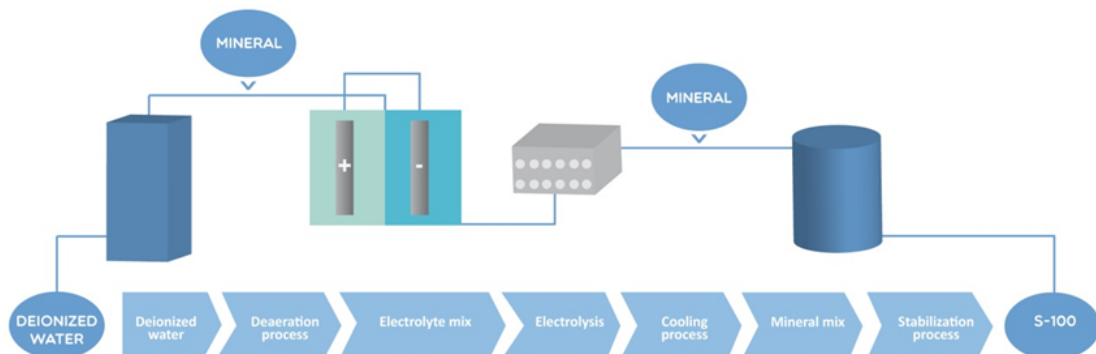 MINERAL
MINERAL
+
-
DEIONIZED
WATER
Deionized
water
Deaeration
process
Electrolyte mix
Electrolysis
Cooling
process
Mineral mix
Stabilization
process
S-100